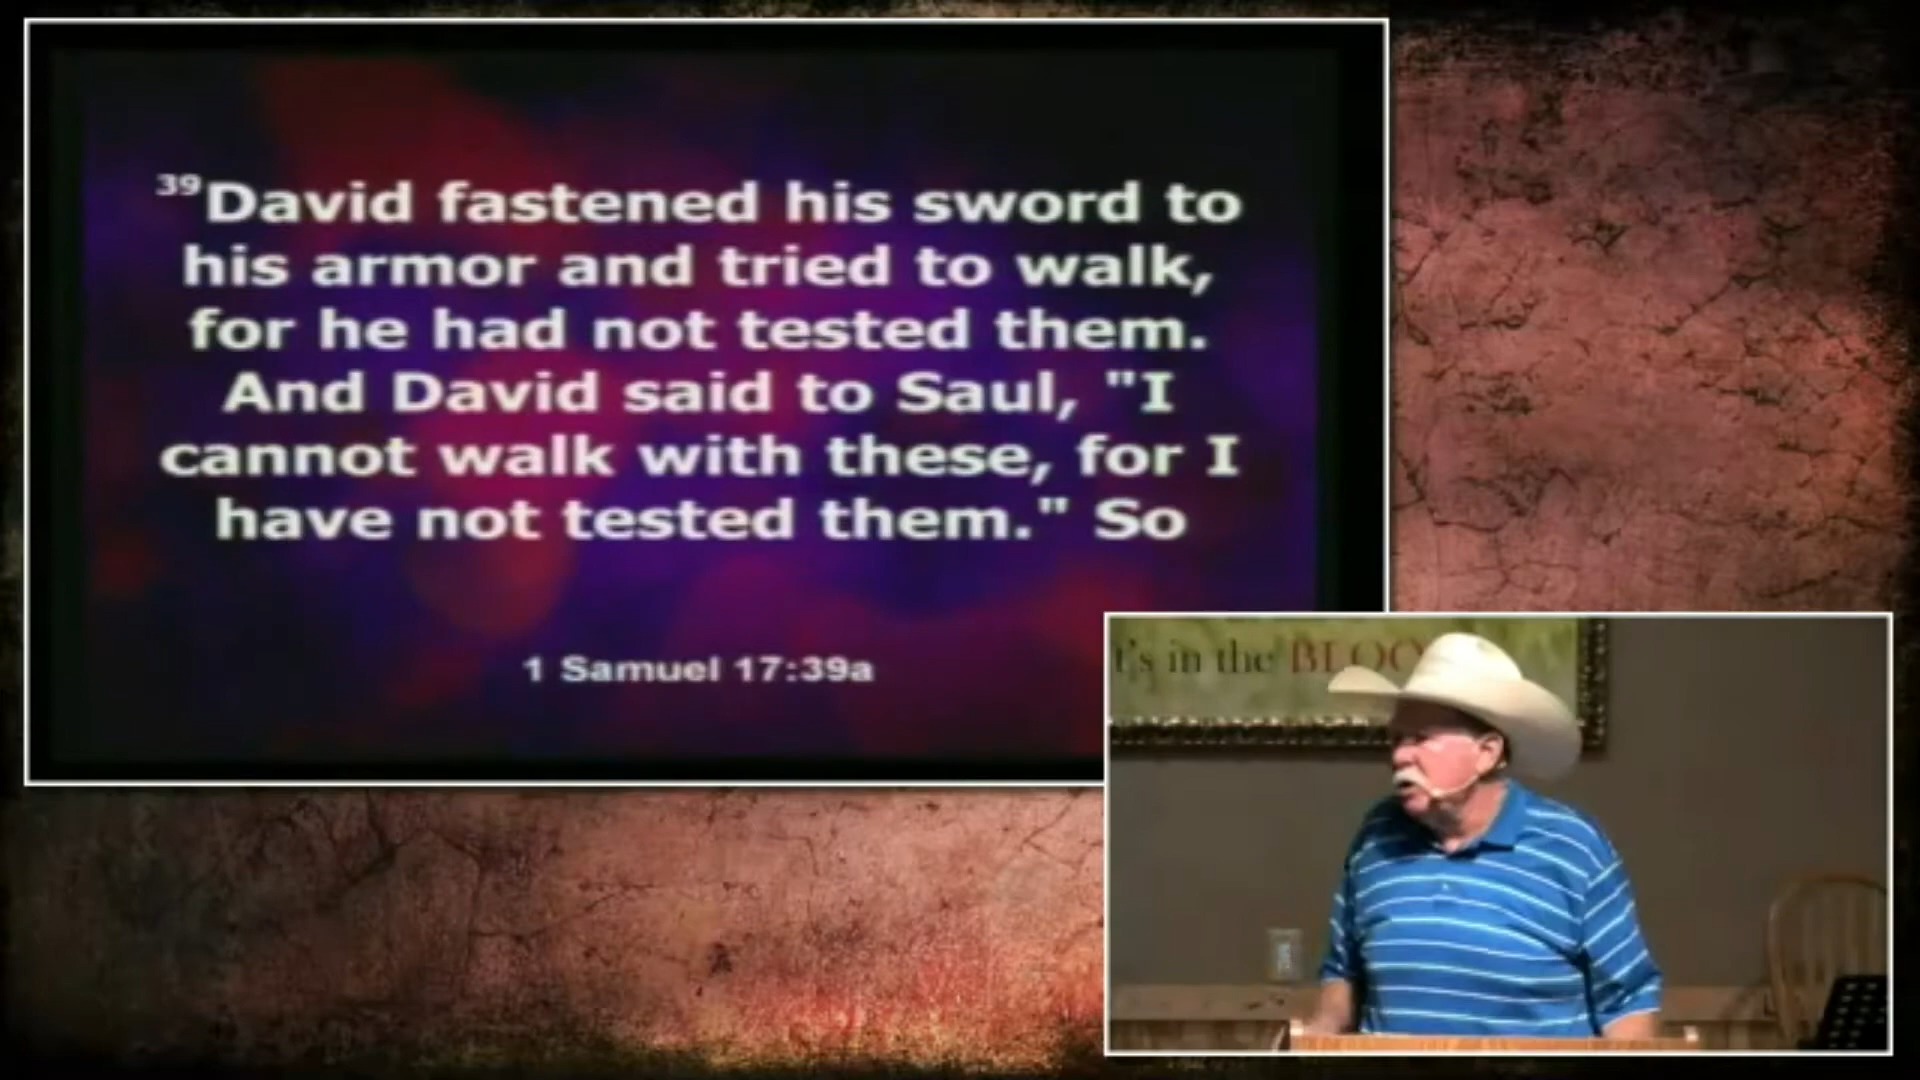 ³⁹David fastened his sword to
his armor and tried to walk,
for he had not tested them.
And David said to Saul, "I
cannot walk with these, for I
have not tested them." So
1 Samuel 17:39a
t's in the BLOO